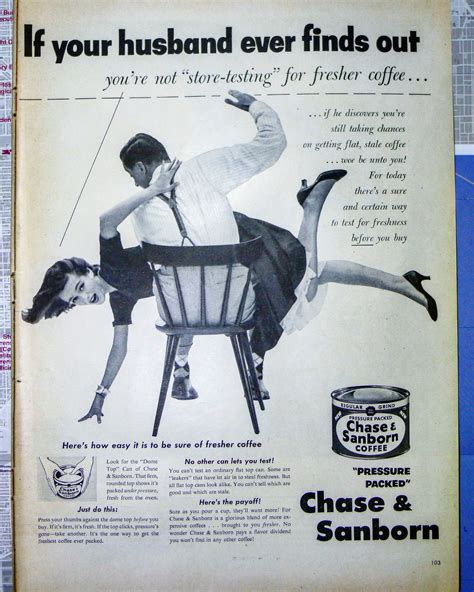 If your husband ever finds out
you're not "store-testing" for fresher coffee...
...if he discovers you're
still taking chances
on getting flat, stale coffee
...woe be unto you!
For today
there's a sure
and certain way
to test for freshness
before you buy
REGULAR GRIND
PRESSURE PACKED
Chase &
Sanborn
COFFEE
"PRESSURE
PACKED"
Chase &
Sanborn
Here's how easy it is to be sure of fresher coffee
Look for the "Dome
Top" Can of Chase
& Sanborn. That firm,
rounded top shows it's
packed under pressure,
fresh from the oven.
Just do this:
Press your thumbs against the dome top before you
buy. If it's firm, it's fresh. If the top clicks, pressure's
gone—take another. It's the one way to get the
freshest coffee ever packed.
No other can lets you test!
You can't test an ordinary flat top can. Some are
"leakers" that have let air in to steal freshness. But
all flat top cans look alike. You can't tell which are
good and which are stale.
Here's the payoff!
Sure as you pour a cup, they'll want more! For
Chase & Sanborn is a glorious blend of more ex-
pensive coffees . . . brought to you fresher. No
wonder Chase & Sanborn pays a flavor dividend
you won't find in any other coffee!
103